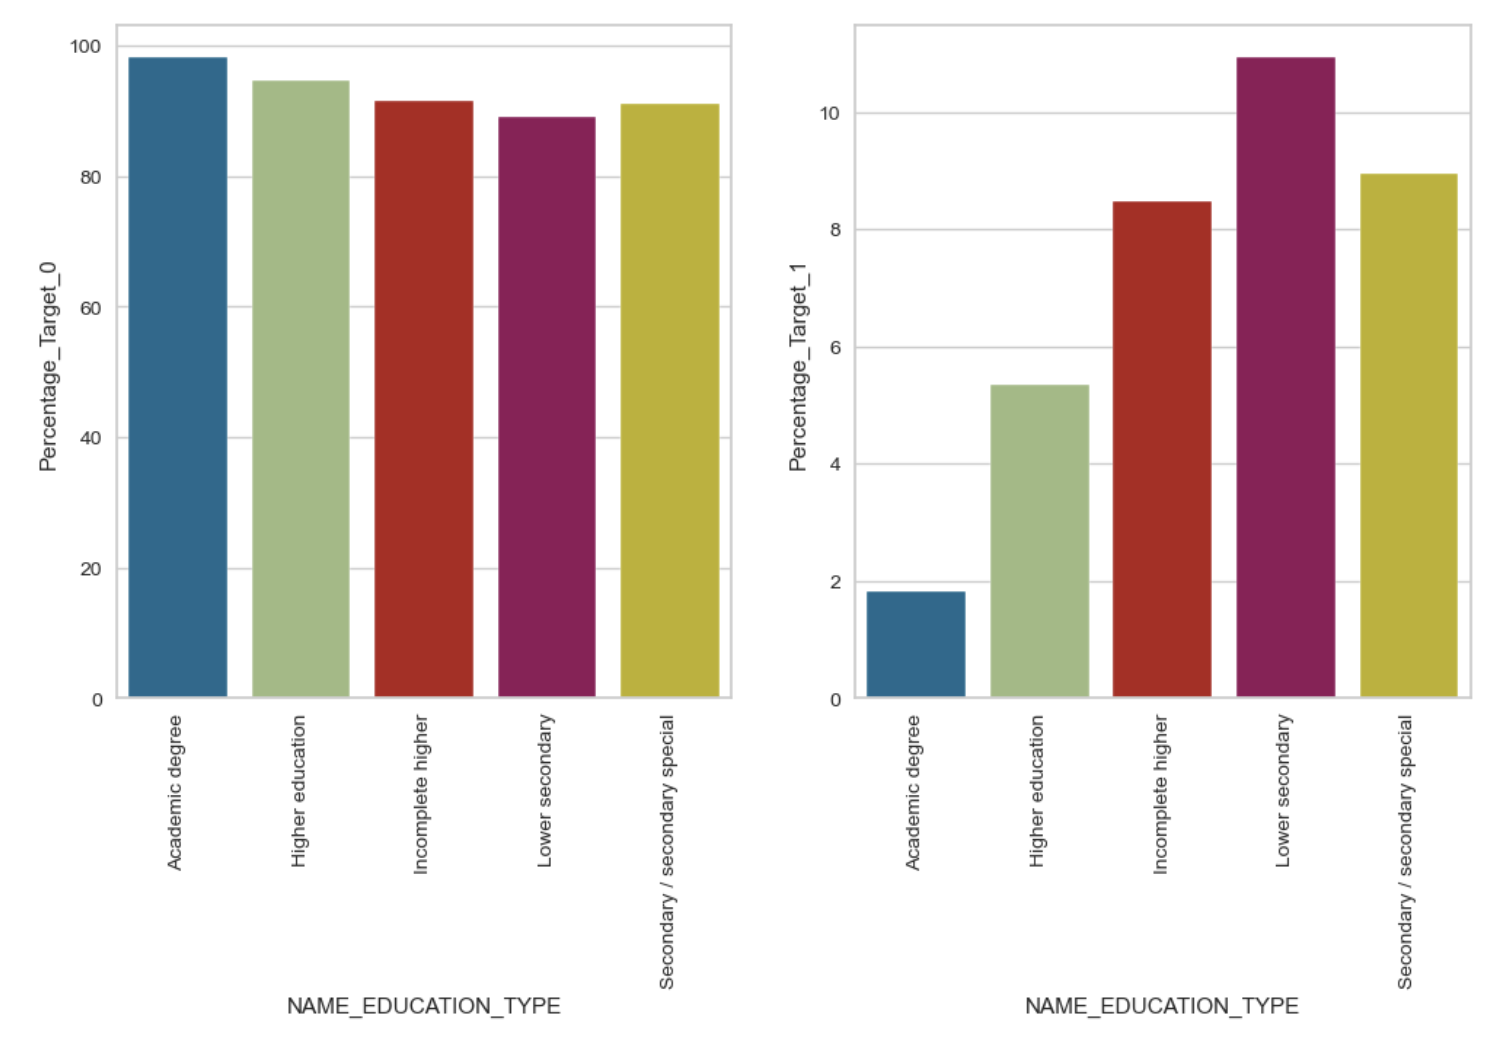 100
80
60
40
20
0
Percentage_Target_0
Academic degree
Higher education
Incomplete higher
Lower secondary
Secondary / secondary special
NAME_EDUCATION_TYPE
10
8
6
4
2
0
Percentage_Target_1
Academic degree
Higher education
Incomplete higher
Lower secondary
Secondary / secondary special
NAME_EDUCATION_TYPE